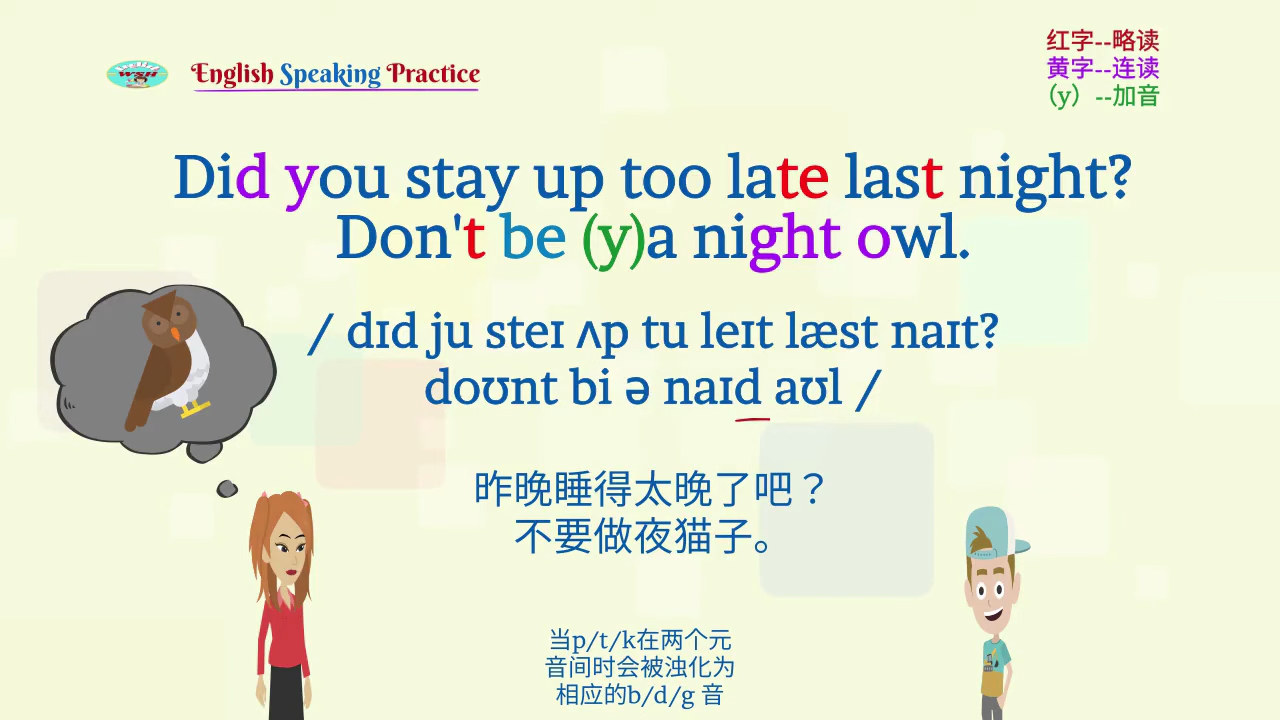 English Speaking Practice
红字--略读
黄字--连读
（y）--加音
Did you stay up too late last night?
Don't be (y)a night owl.
/ dɪd ju steɪ ʌp tu leɪt læst naɪt?
doʊnt bi ə naɪd aʊl /
昨晚睡得太晚了吧？
不要做夜猫子。
当p/t/k在两个元
音间时会被浊化为
相应的b/d/g 音